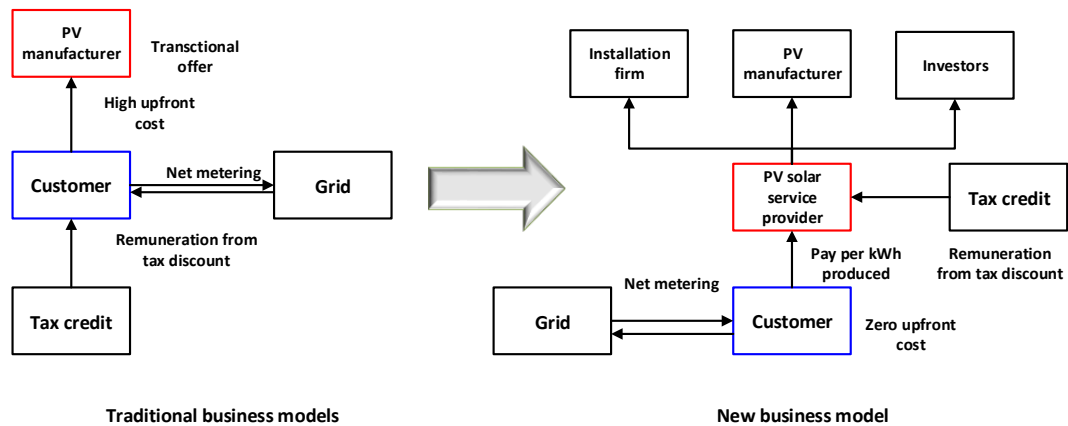 PV
manufacturer
Transctional
offer
High upfront
cost
Customer
Net metering
Grid
Remuneration from
tax discount
Tax credit
Traditional business models
Installation
firm
PV
manufacturer
Investors
PV solar
service
provider
Tax credit
Pay per kWh
produced
Remuneration
from tax discount
Net metering
Grid
Customer
Zero upfront
cost
New business model